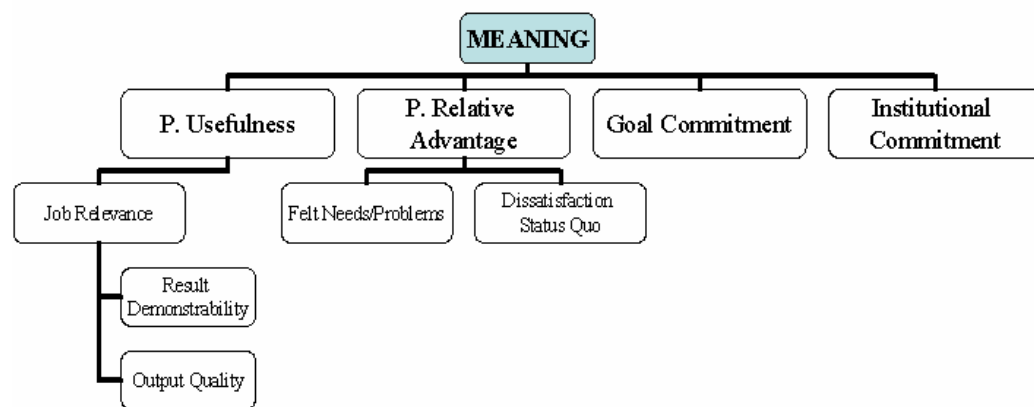 MEANING
P. Usefulness
P. Relative
Advantage
Goal Commitment
Institutional
Commitment
Job Relevance
Felt Needs/Problems
Dissatisfaction
Status Quo
Result
Demonstrability
Output Quality